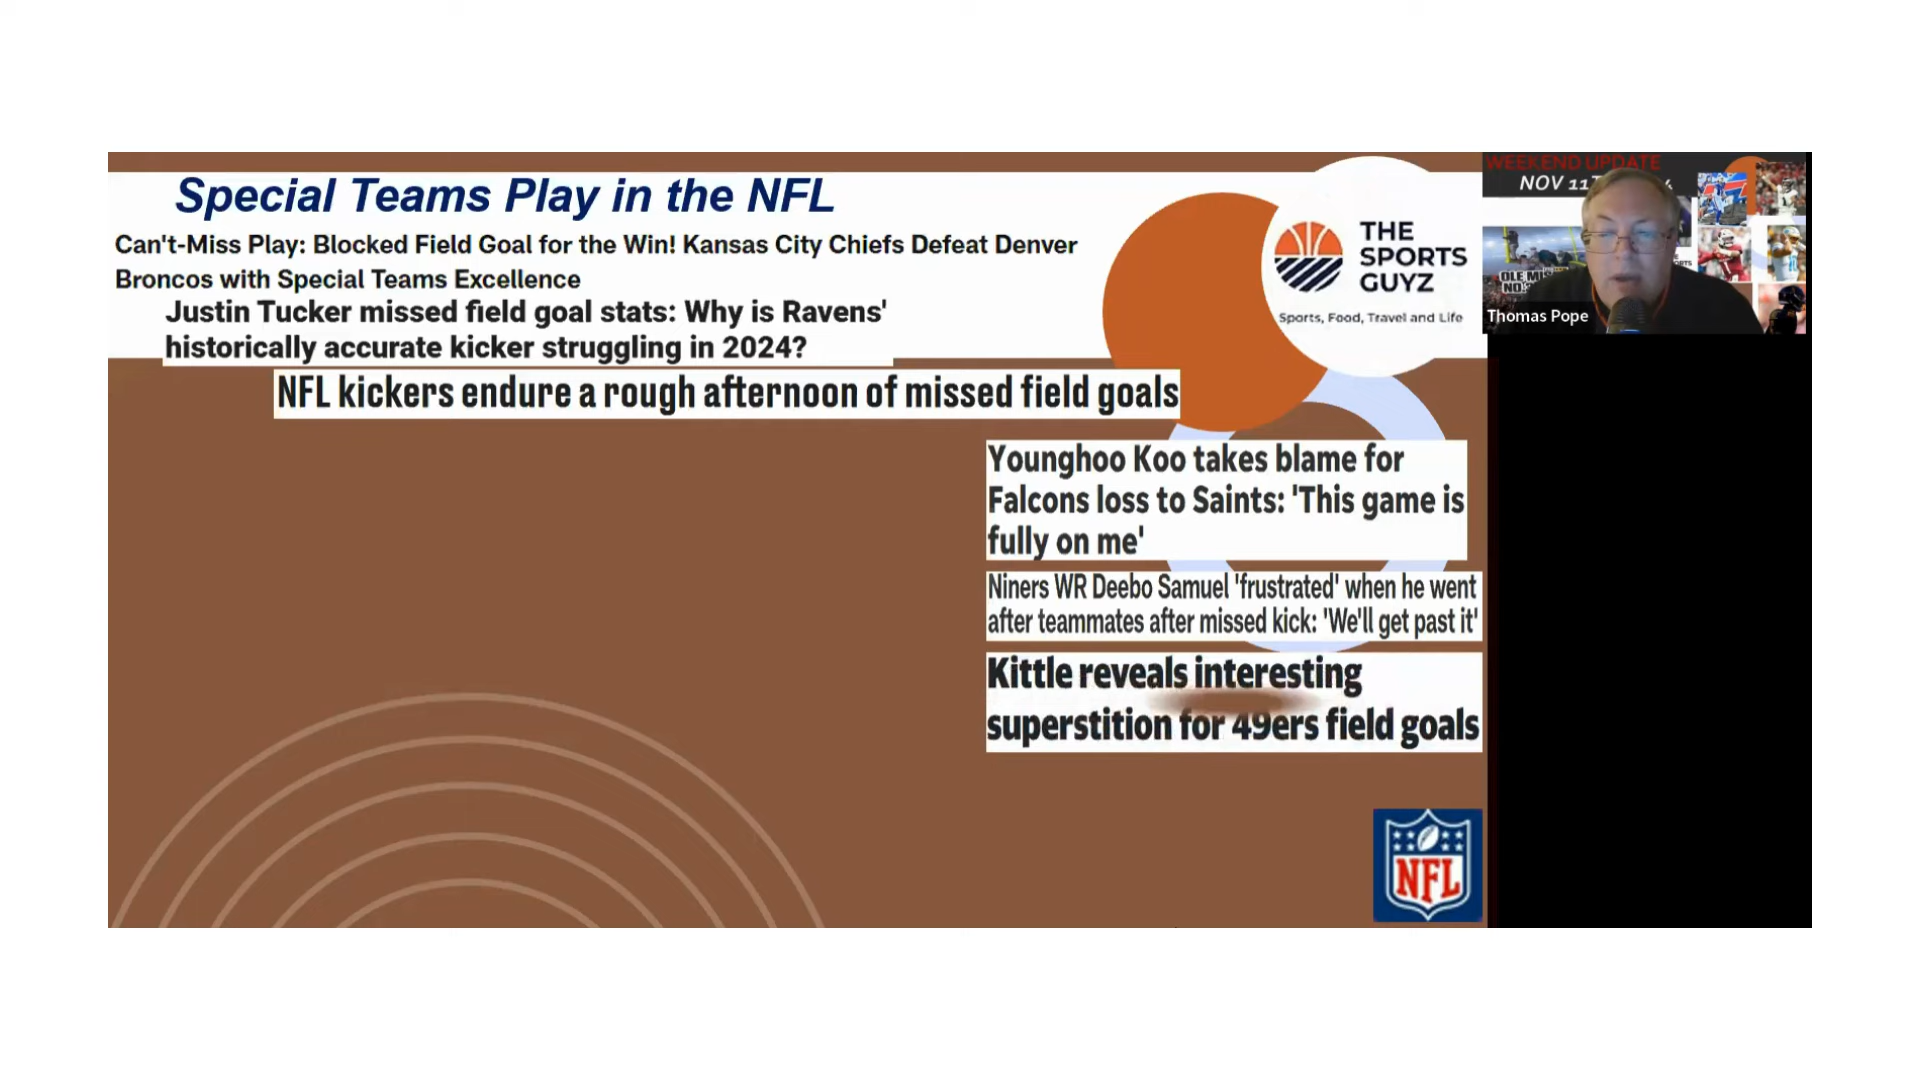 Special Teams Play in the NFL
Can't-Miss Play: Blocked Field Goal for the Win! Kansas City Chiefs Defeat Denver
Broncos with Special Teams Excellence
Justin Tucker missed field goal stats: Why is Ravens'
historically accurate kicker struggling in 2024?
NFL kickers endure a rough afternoon of missed field goals
THE
SPORTS
GUYZ
Sports, Food, Travel and Life
WEEKEND UPDATE
NOV 11
OLE
NO.
Thomas Pope
Younghoo Koo takes blame for
Falcons loss to Saints: 'This game is
fully on me'
Niners WR Deebo Samuel 'frustrated' when he went
after teammates after missed kick: 'We'll get past it'
Kittle reveals interesting
superstition for 49ers field goals
NFL